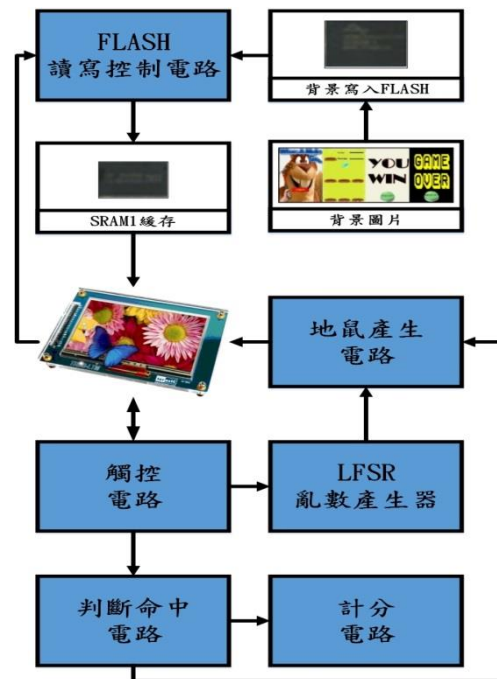 FLASH
讀寫控制電路
背景寫入FLASH
YOU
WIN
GAME
OVER
背景圖片
SRAM1緩存
地鼠產生
電路
觸控
電路
LFSR
亂數產生器
判斷命中
電路
計分
電路